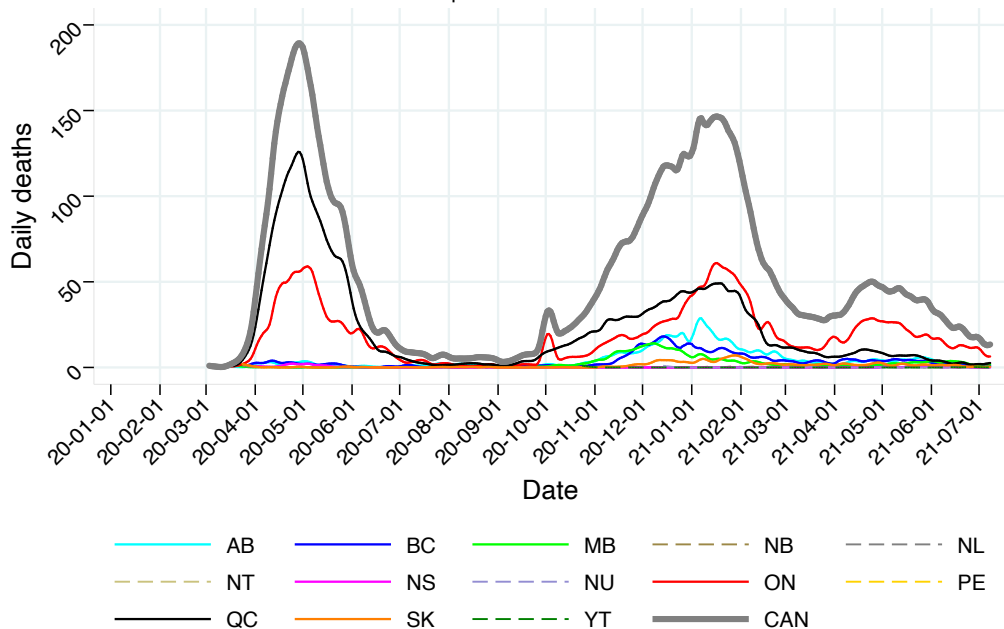 200
150
100
50
0
Daily deaths
20-01-01 20-02-01 20-03-01 20-04-01 20-05-01 20-06-01 20-07-01 20-08-01 20-09-01 20-10-01 20-11-01 20-12-01 21-01-01 21-02-01 21-03-01 21-04-01 21-05-01 21-06-01 21-07-01
Date
AB BC MB NB NL
NT NS NU ON PE
QC SK YT CAN